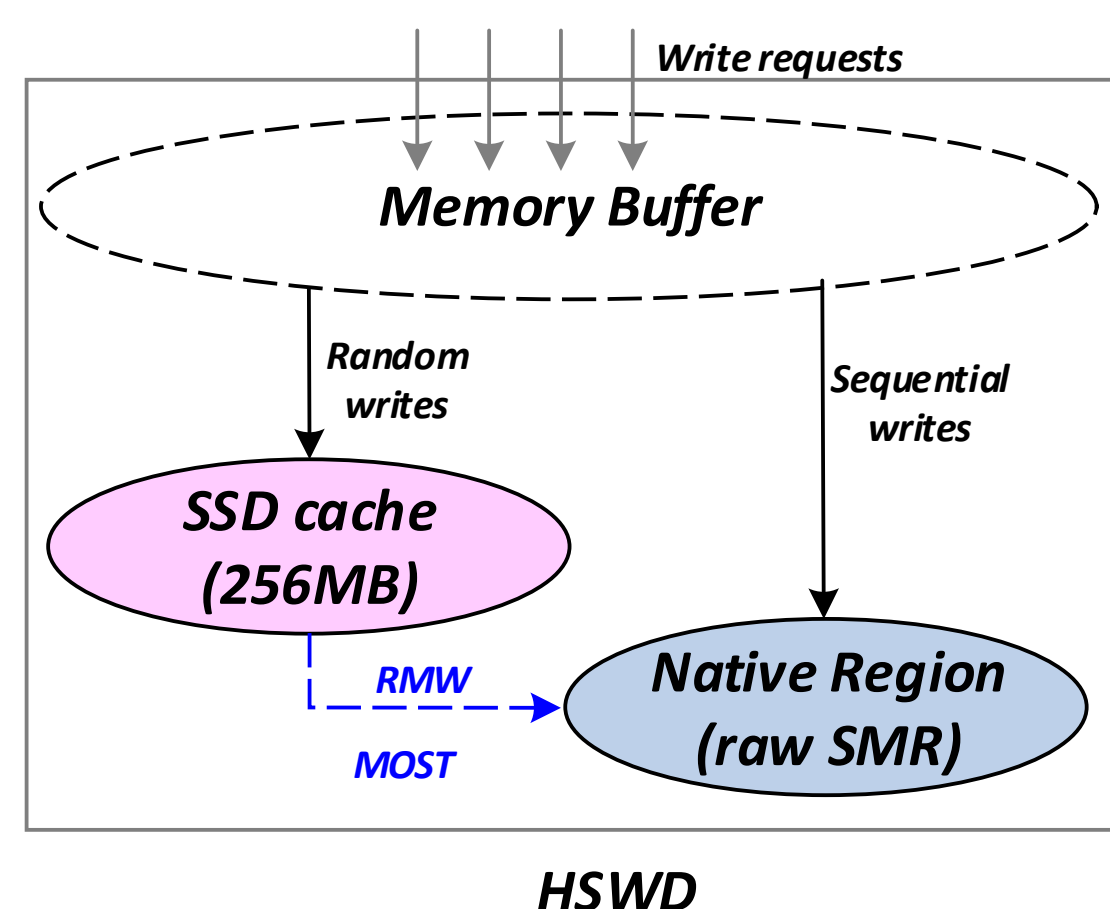 Write requests
Memory Buffer
Random
writes
Sequential
writes
SSD cache
(256MB)
RMW
MOST
Native Region
(raw SMR)
HSWD